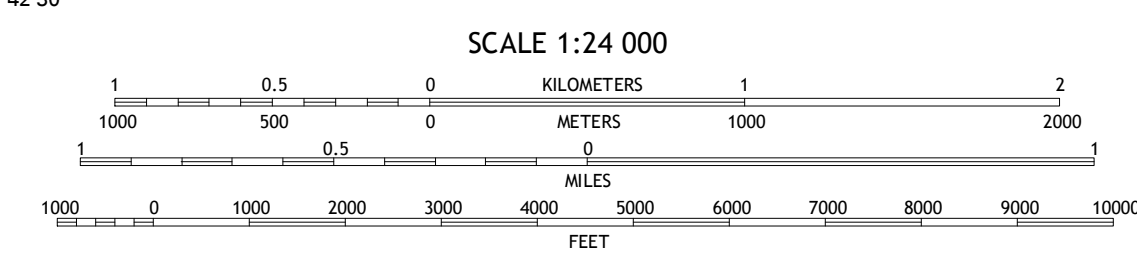 42'30"
SCALE 1:24 000
1 0.5 0 KILOMETERS 1 2
1000 500 0 METERS 1000 2000
1 0.5 0 1
MILES
1000 0 1000 2000 3000 4000 5000 6000 7000 8000 9000 10000
FEET